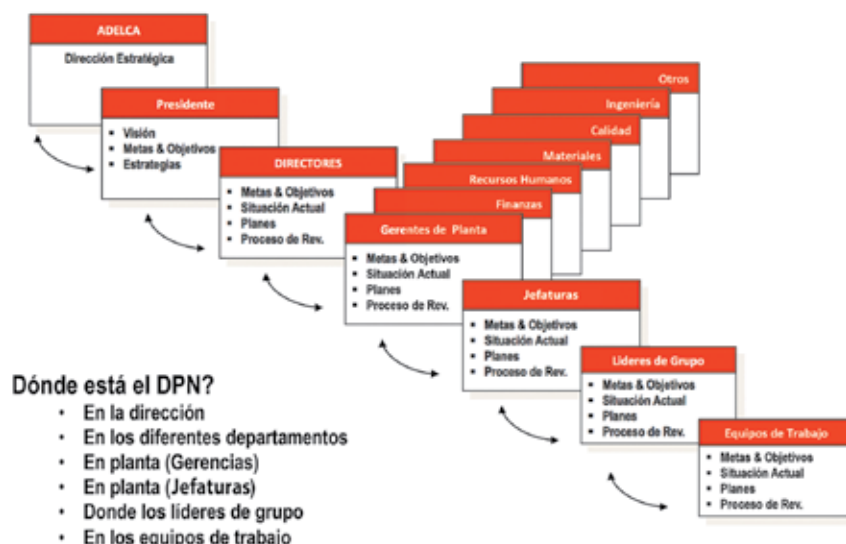 ADELCA
Dirección Estratégica
Presidente
▪ Visión
▪ Metas & Objetivos
▪ Estrategias
DIRECTORES
▪ Metas & Objetivos
▪ Situación Actual
▪ Planes
▪ Proceso de Rev.
Otros
Ingeniería
Calidad
Materiales
Recursos Humanos
Finanzas
Gerentes de Planta
▪ Metas & Objetivos
▪ Situación Actual
▪ Planes
▪ Proceso de Rev.
Jefaturas
▪ Metas & Objetivos
▪ Situación Actual
▪ Planes
▪ Proceso de Rev.
Lideres de Grupo
▪ Metas & Objetivos
▪ Situación Actual
▪ Planes
▪ Proceso de Rev.
Equipos de Trabajo
▪ Metas & Objetivos
▪ Situación Actual
▪ Planes
▪ Proceso de Rev.
Dónde está el DPN?
• En la dirección
• En los diferentes departamentos
• En planta (Gerencias)
• En planta (Jefaturas)
• Donde los líderes de grupo
• En los equipos de trabajo